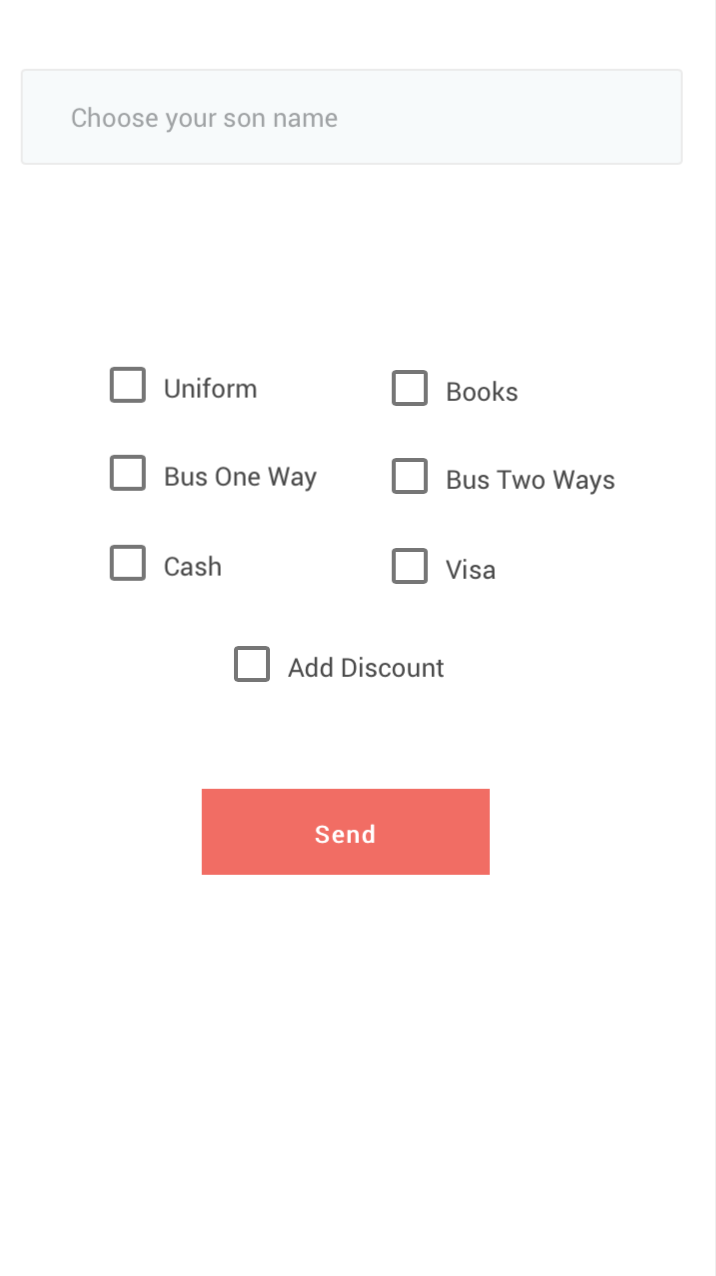 Choose your son name
Uniform
Books
Bus One Way
Bus Two Ways
Cash
Visa
Add Discount
Send